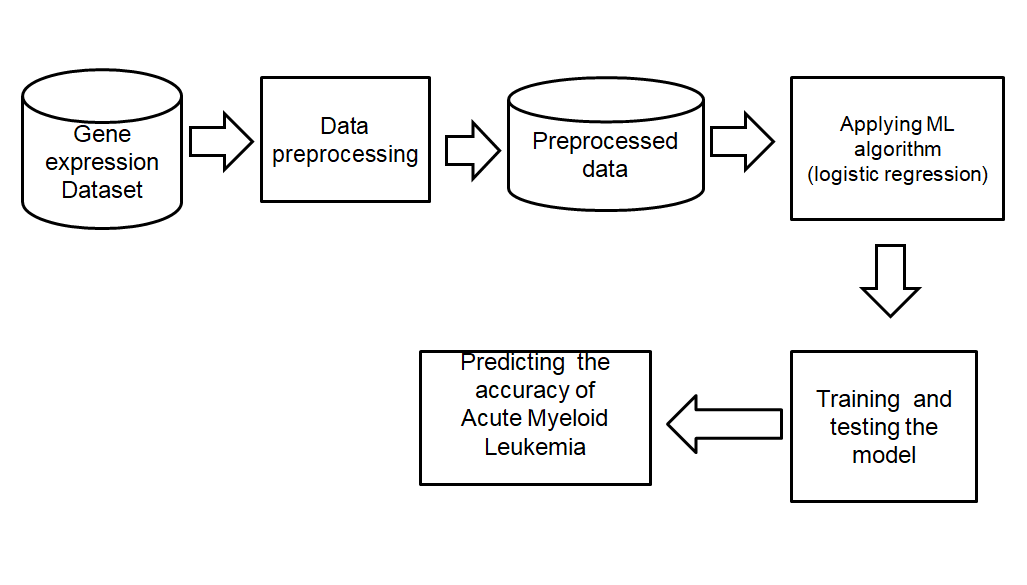 Gene
expression
Dataset
Data
preprocessing
Preprocessed
data
Applying ML
algorithm
(logistic regression)
Training  and
testing the
model
Predicting  the
accuracy of
Acute Myeloid
Leukemia